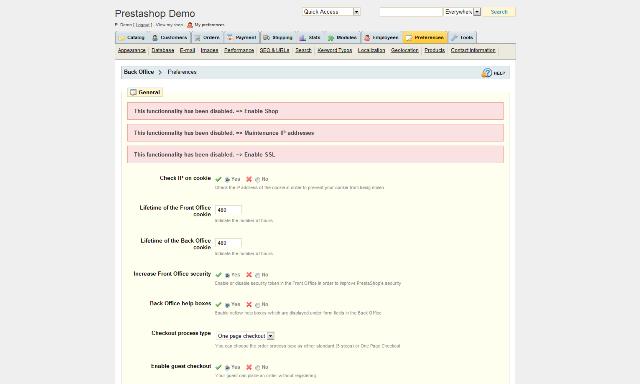 Prestashop Demo
Quick Access
Everywhere
Search
Demo [ Logout ] - View my shop - My preferences
Catalog Customers Orders Payment Shipping Stats Modules Employees Preferences Tools
Appearance Database E-mail Images Performance SEO & URLs Search Keyword Typos Localization Geolocation Products Contact Information
Back Office > Preferences
HELP
General
This functionnality has been disabled. => Enable Shop
This functionnality has been disabled. => Maintenance IP addresses
This functionnality has been disabled. => Enable SSL
Check IP on cookie Yes No
Check the IP address of the cookie in order to prevent your cookie from being stolen
Lifetime of the Front Office cookie
480
Indicate the number of hours
Lifetime of the Back Office cookie
480
Indicate the number of hours
Increase Front Office security Yes No
Enable or disable security token in the Front Office in order to improve PrestaShop's security
Back Office help boxes Yes No
Enable yellow help boxes which are displayed under form fields in the Back Office
Checkout process type
One page checkout
You can choose the order process type as either standard (5 steps) or One Page Checkout
Enable guest checkout Yes No
Your guest can place an order without registering